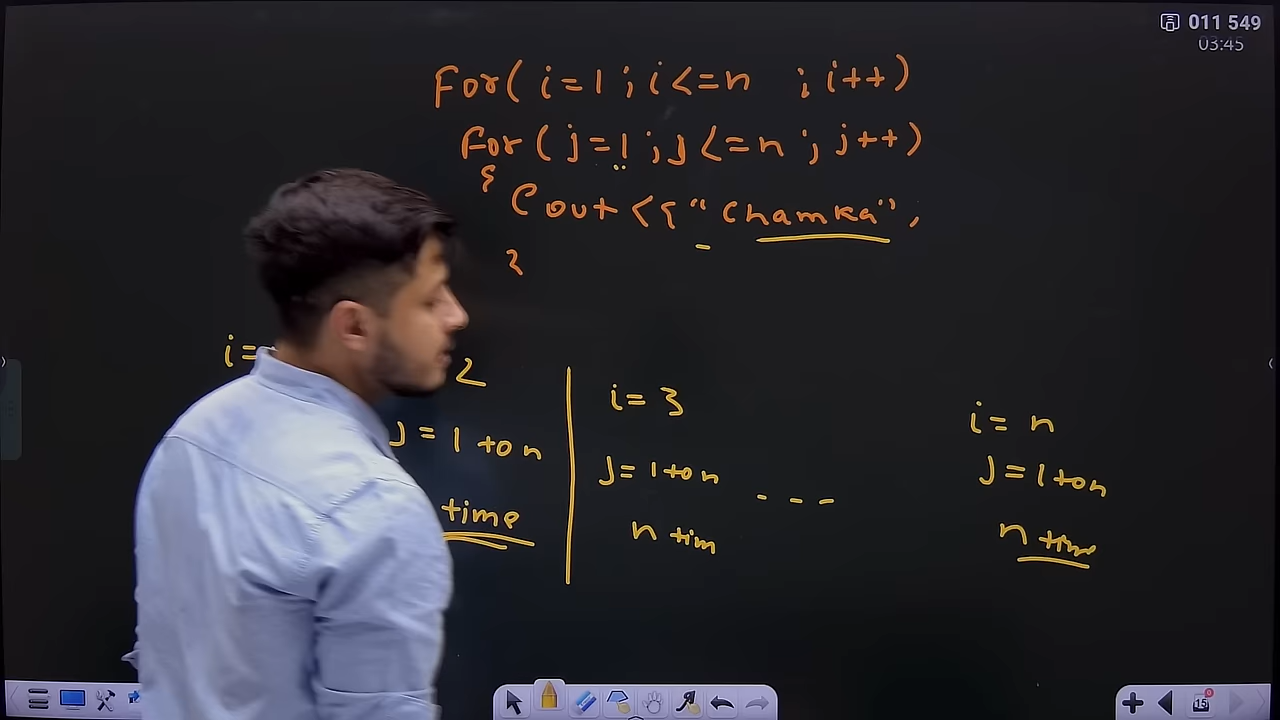 011 549
03:45
For( i=1 ; i<=n ; i++)
For ( j=1 ; j<=n ; j++)
{
Cout << "Chamka",
}
i=
2
J = 1 to n
time
i= 3
J= 1 to n
n tim
- - -
i= n
J= 1 to n
n time
15